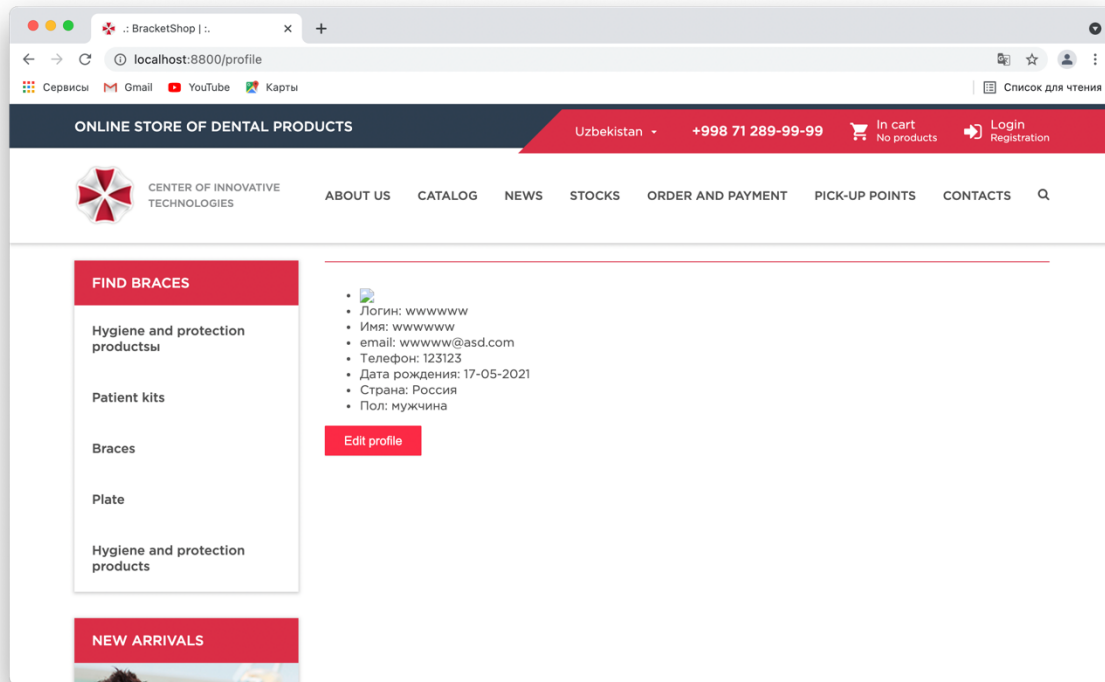 .: BracketShop | :.
localhost:8800/profile
Сервисы Gmail YouTube Карты Список для чтения
ONLINE STORE OF DENTAL PRODUCTS
Uzbekistan
+998 71 289-99-99
In cart
No products
Login
Registration
CENTER OF INNOVATIVE
TECHNOLOGIES
ABOUT US CATALOG NEWS STOCKS ORDER AND PAYMENT PICK-UP POINTS CONTACTS
FIND BRACES
Hygiene and protection
productsы
Patient kits
Braces
Plate
Hygiene and protection
products
NEW ARRIVALS
Логин: wwwwww
Имя: wwwwww
email: wwwww@asd.com
Телефон: 123123
Дата рождения: 17-05-2021
Страна: Россия
Пол: мужчина
Edit profile